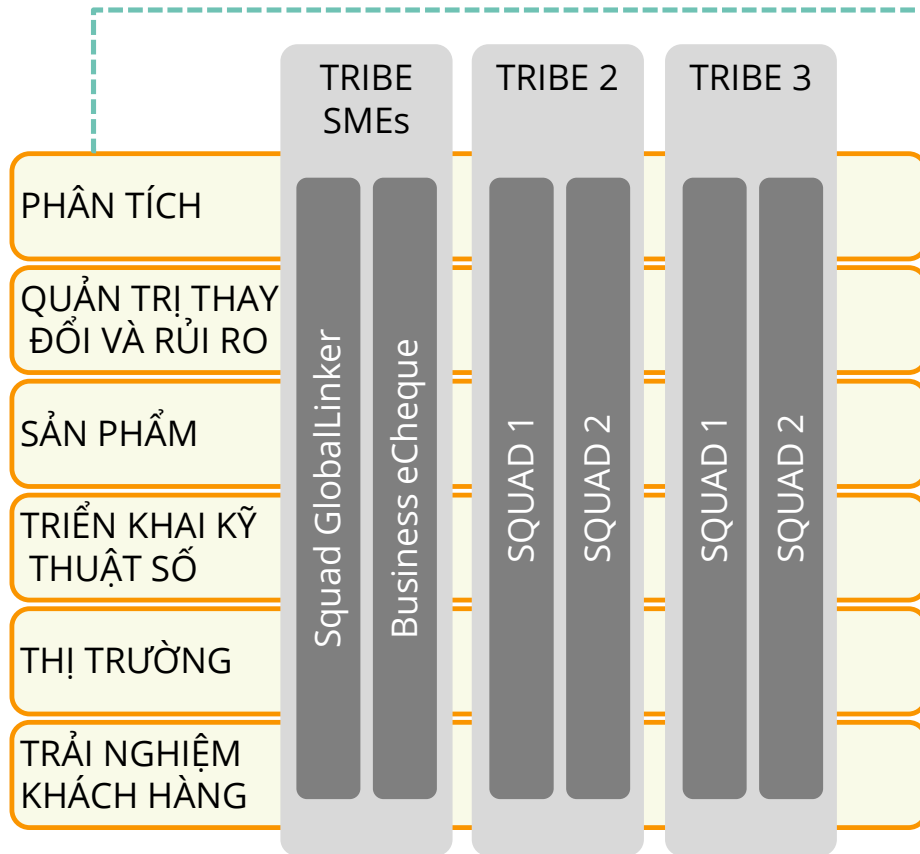 TRIBE
SMEs
TRIBE 2
TRIBE 3
PHÂN TÍCH
QUẢN TRỊ THAY
ĐỔI VÀ RỦI RO
SẢN PHẨM
TRIỂN KHAI KỸ
THUẬT SỐ
THỊ TRƯỜNG
TRẢI NGHIỆM
KHÁCH HÀNG
Squad GlobalLinker
Business eCheque
SQUAD 1
SQUAD 2
SQUAD 1
SQUAD 2